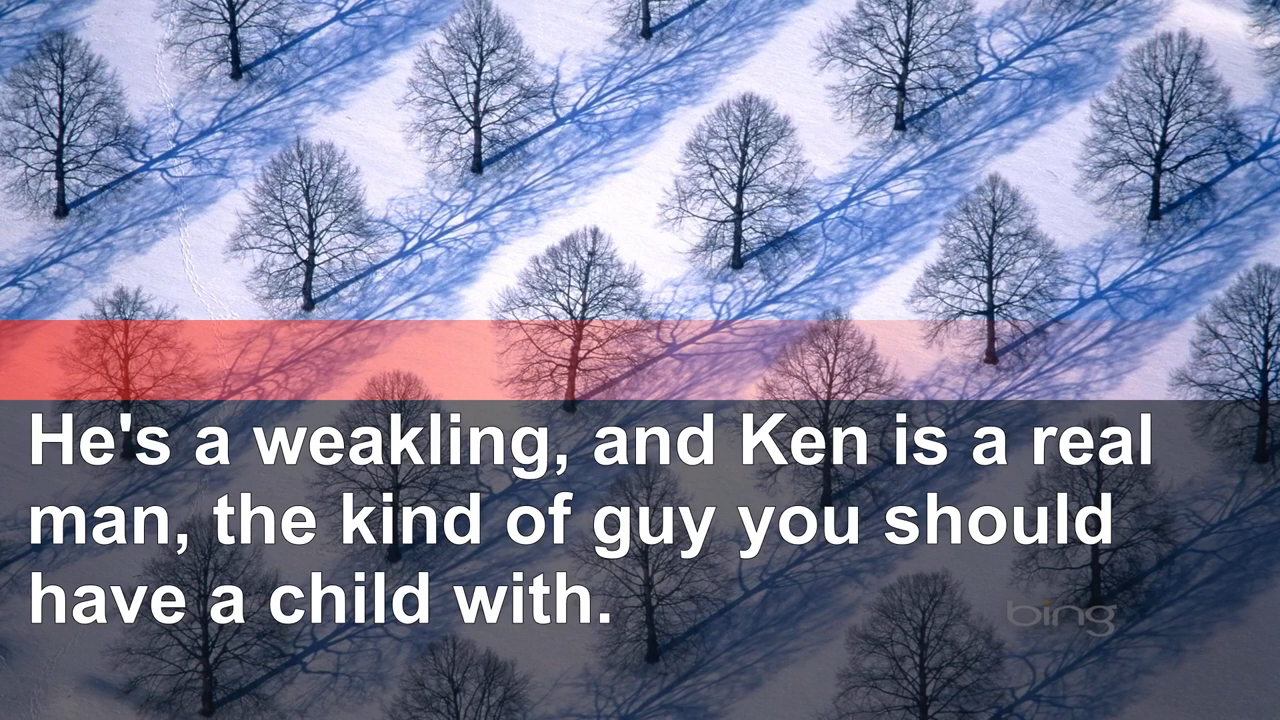 He's a weakling, and Ken is a real
man, the kind of guy you should
have a child with.
bing